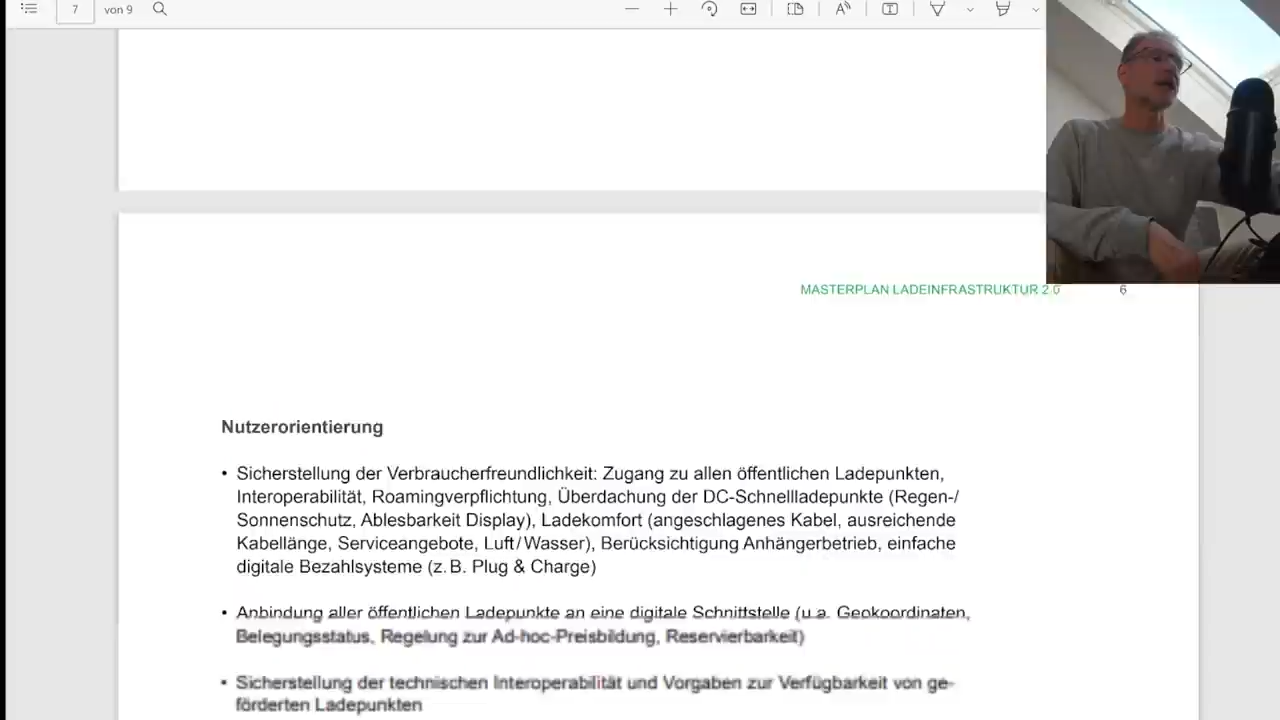 7 von 9
MASTERPLAN LADEINFRASTRUKTUR 2.0 6
Nutzerorientierung
• Sicherstellung der Verbraucherfreundlichkeit: Zugang zu allen öffentlichen Ladepunkten,
Interoperabilität, Roamingverpflichtung, Überdachung der DC-Schnellladepunkte (Regen-/
Sonnenschutz, Ablesbarkeit Display), Ladekomfort (angeschlagenes Kabel, ausreichende
Kabellänge, Serviceangebote, Luft/Wasser), Berücksichtigung Anhängerbetrieb, einfache
digitale Bezahlsysteme (z.B. Plug & Charge)
• Anbindung aller öffentlichen Ladepunkte an eine digitale Schnittstelle (u.a. Geokoordinaten,
Belegungsstatus, Regelung zur Ad-hoc-Preisbildung, Reservierbarkeit)
• Sicherstellung der technischen Interoperabilität und Vorgaben zur Verfügbarkeit von ge-
förderten Ladepunkten